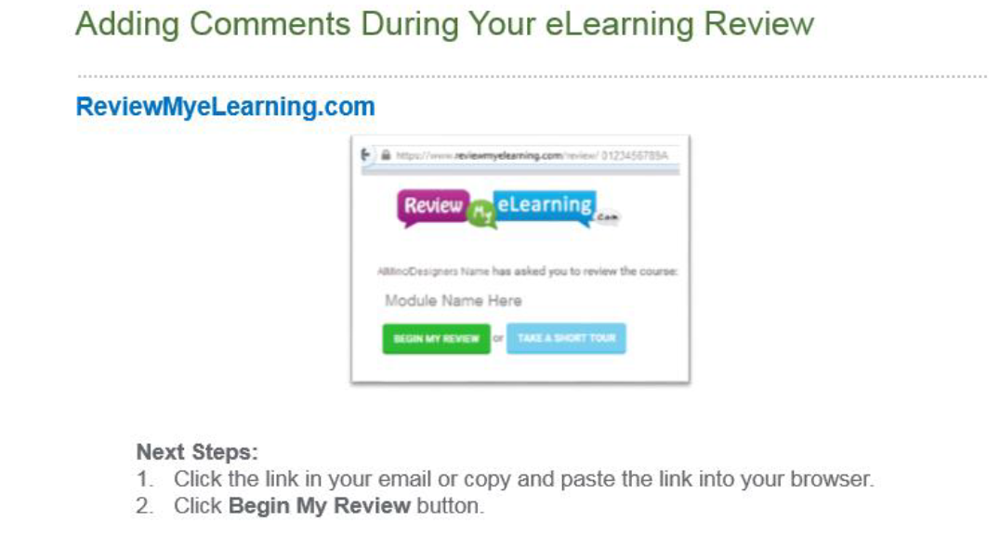 Adding Comments During Your eLearning Review
ReviewMyeLearning.com
https://www.reviewmyelearning.com/review/ 0123456789A
Review My eLearning .com
Name has asked you to review the course:
Module Name Here
BEGIN MY REVIEW or TAKE A SHORT TOUR
Next Steps:
1. Click the link in your email or copy and paste the link into your browser.
2. Click Begin My Review button.